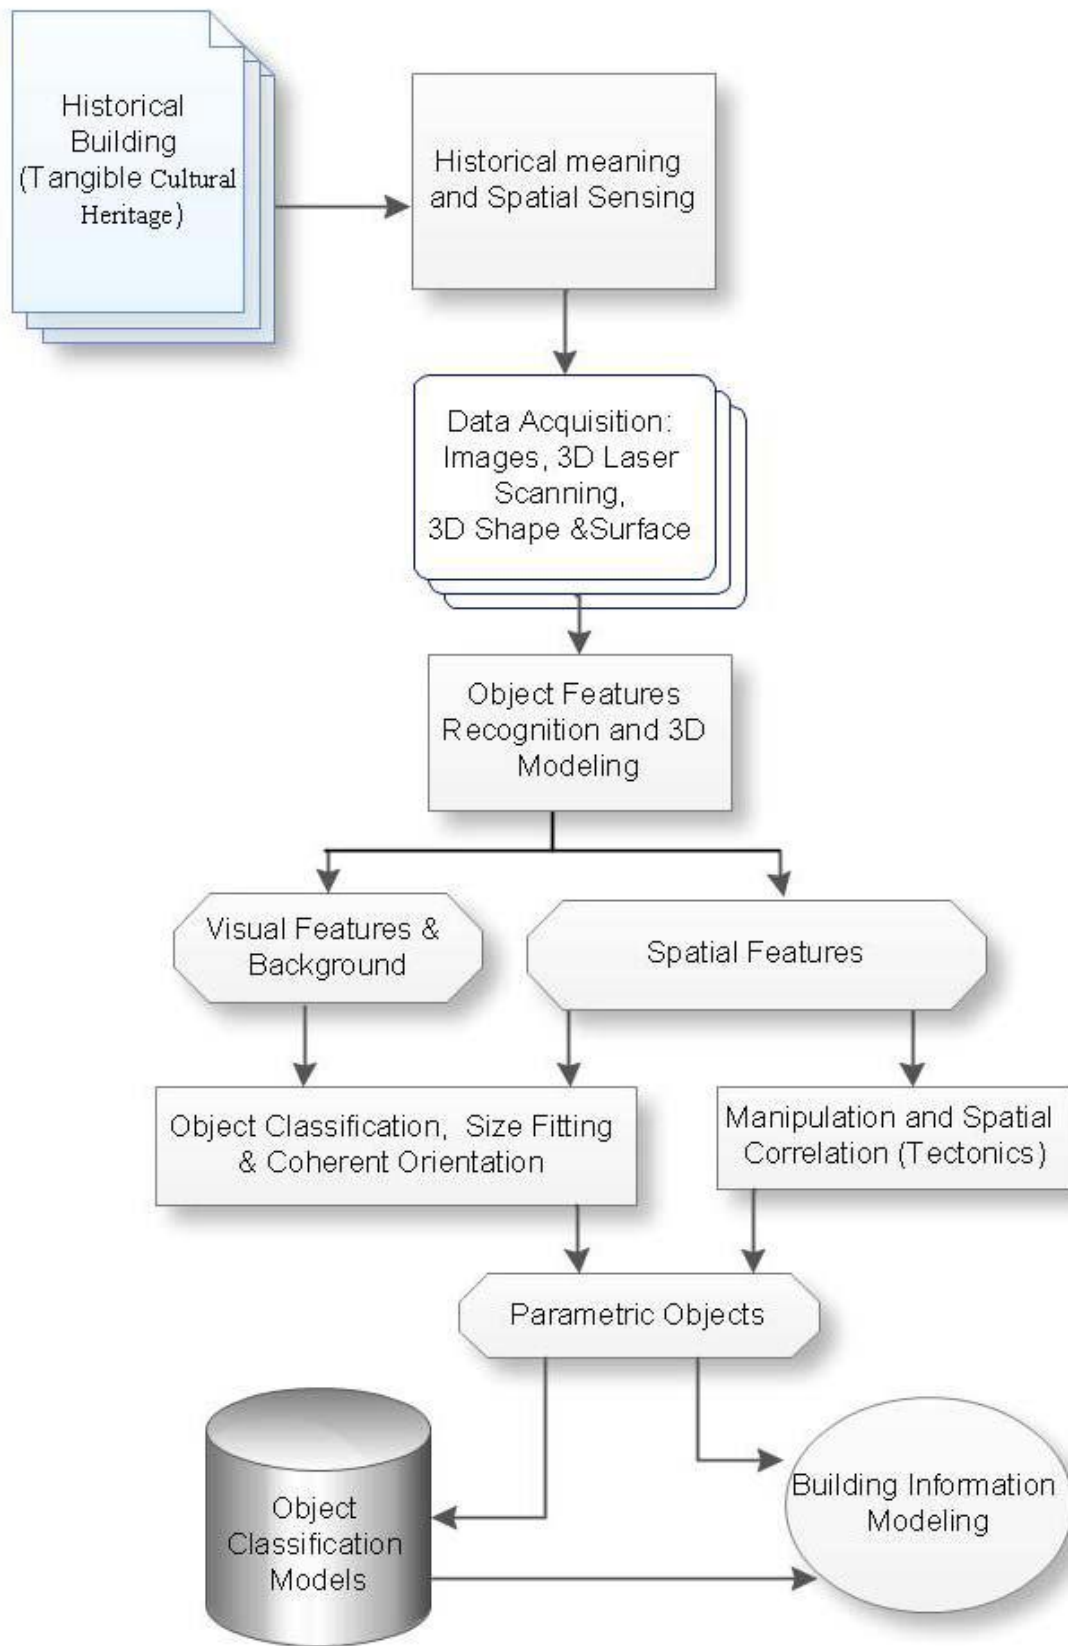 Historical
Building
(Tangible Cultural
Heritage)
Historical meaning
and Spatial Sensing
Data Acquisition:
Images, 3D Laser
Scanning,
3D Shape &Surface
Object Features
Recognition and 3D
Modeling
Visual Features &
Background
Spatial Features
Object Classification,  Size Fitting
& Coherent Orientation
Manipulation and Spatial
Correlation (Tectonics)
Parametric Objects
Object
Classification
Models
Building Information
Modeling